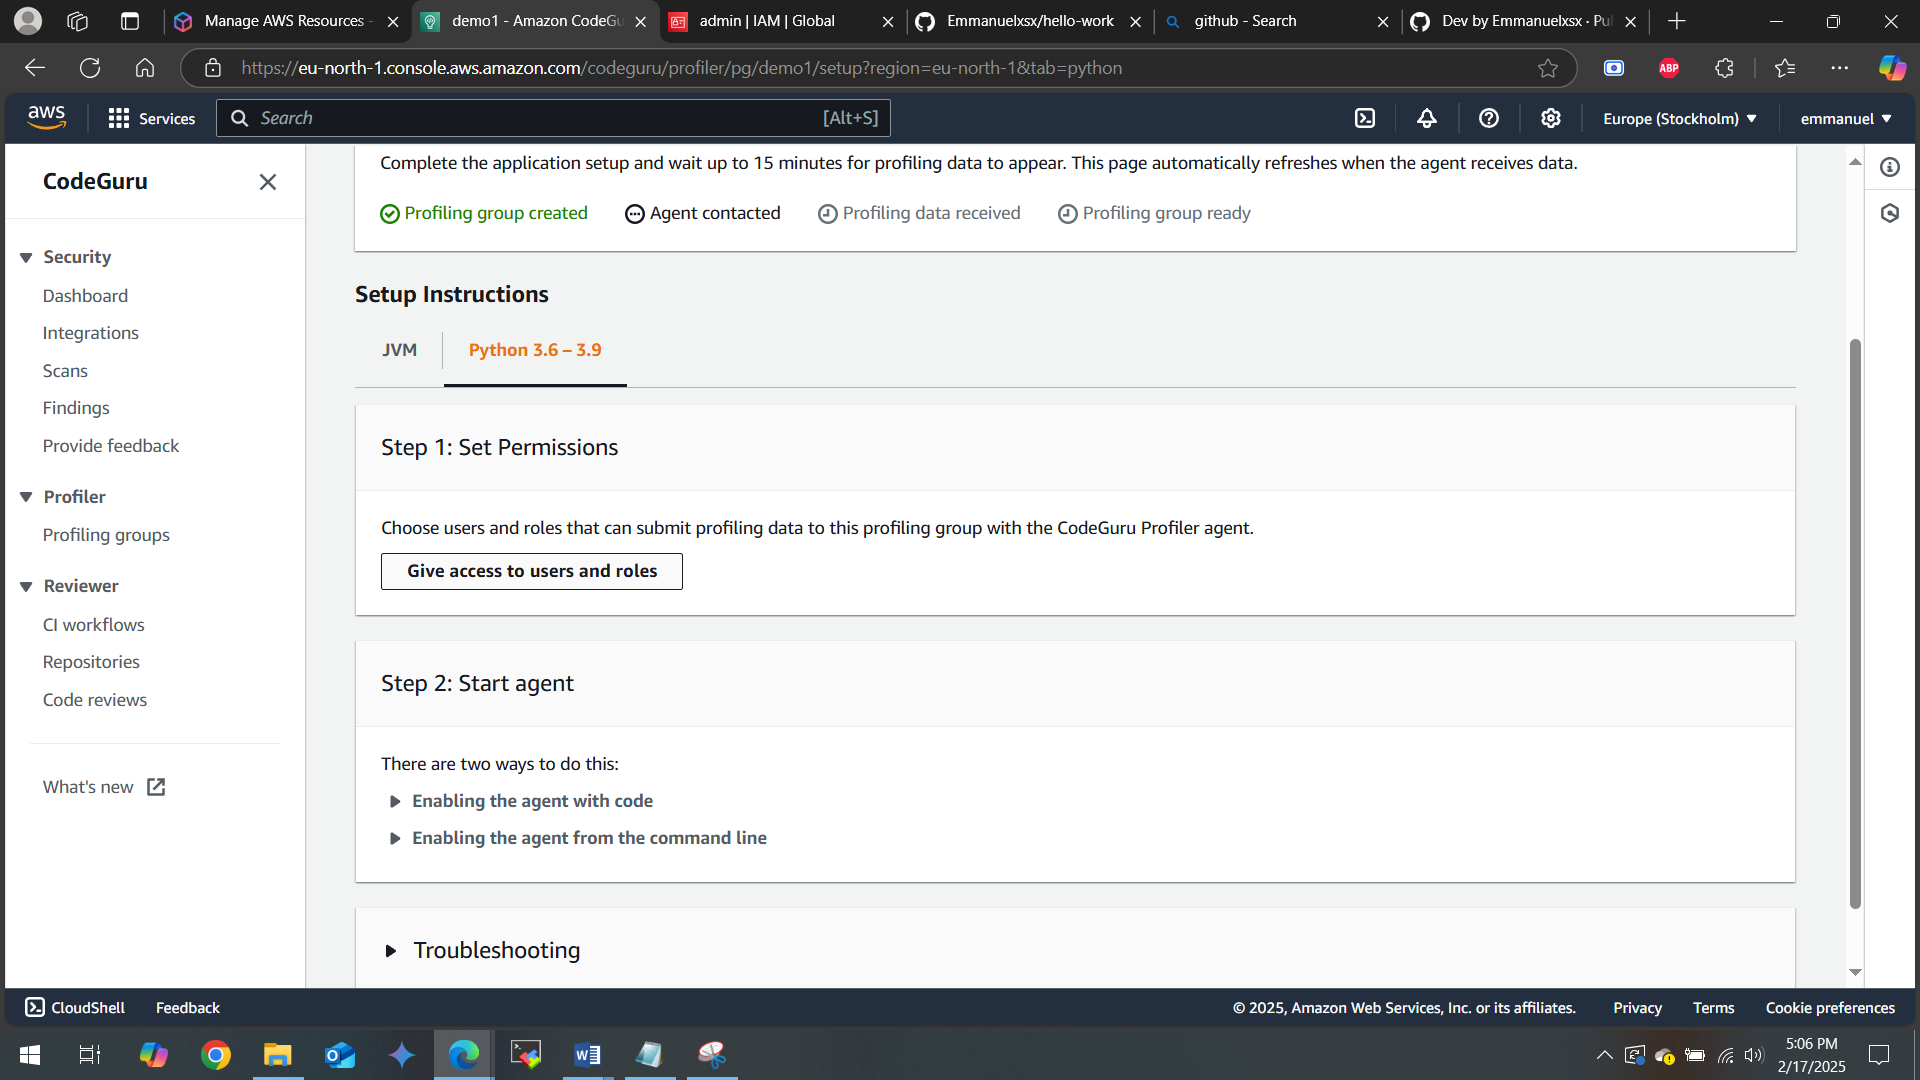 Manage AWS Resources -
demo1 - Amazon CodeGu
admin | IAM | Global
Emmanuelxsx/hello-work
github - Search
Dev by Emmanuelxsx · Pul
https://eu-north-1.console.aws.amazon.com/codeguru/profiler/pg/demo1/setup?region=eu-north-1&tab=python
ABP
aws
Services
Search
[Alt+S]
Europe (Stockholm)
emmanuel
CodeGuru
Security
Dashboard
Integrations
Scans
Findings
Provide feedback
Profiler
Profiling groups
Reviewer
CI workflows
Repositories
Code reviews
What's new
Complete the application setup and wait up to 15 minutes for profiling data to appear. This page automatically refreshes when the agent receives data.
Profiling group created
Agent contacted
Profiling data received
Profiling group ready
Setup Instructions
JVM
Python 3.6 – 3.9
Step 1: Set Permissions
Choose users and roles that can submit profiling data to this profiling group with the CodeGuru Profiler agent.
Give access to users and roles
Step 2: Start agent
There are two ways to do this:
Enabling the agent with code
Enabling the agent from the command line
Troubleshooting
CloudShell
Feedback
© 2025, Amazon Web Services, Inc. or its affiliates.
Privacy
Terms
Cookie preferences
5:06 PM
2/17/2025